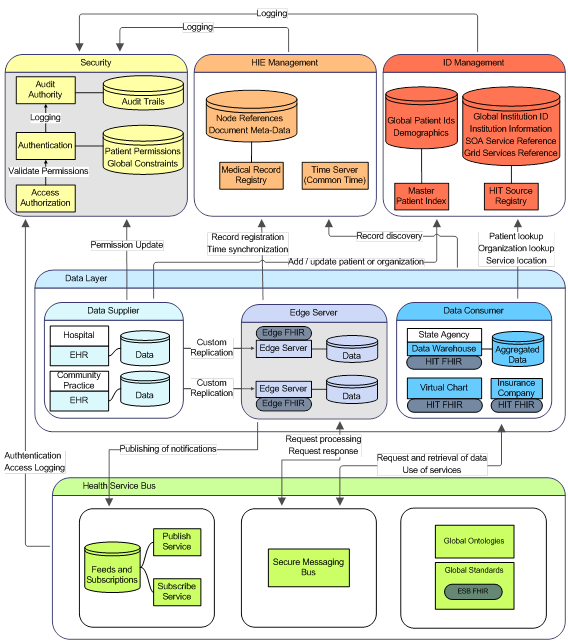 Logging
Logging
Security
HIE Management
ID Management
Audit
Authority
Audit Trails
Logging
Authentication
Patient Permissions
Global Constraints
Validate Permissions
Access
Authorization
Node References
Document Meta-Data
Medical Record
Registry
Time Server
(Common Time)
Global Patient Ids
Demographics
Master
Patient Index
Global Institution ID
Institution Information
SOA Service Reference
Grid Services Reference
HIT Source
Registry
Permission Update
Record registration
Time synchronization
Record discovery
Patient lookup
Organization lookup
Service location
Add / update patient or organization
Data Layer
Data Supplier
Edge Server
Data Consumer
Hospital
EHR
Data
Community
Practice
EHR
Data
Custom
Replication
Custom
Replication
Edge FHIR
Edge Server
Data
Edge Server
Edge FHIR
Data
State Agency
Data Warehouse
HIT FHIR
Aggregated
Data
Virtual Chart
HIT FHIR
Insurance
Company
HIT FHIR
Authtentication
Access Logging
Publishing of notifications
Request processing
Request response
Request and retrieval of data
Use of services
Health Service Bus
Feeds and
Subscriptions
Publish
Service
Subscribe
Service
Secure Messaging
Bus
Global Ontologies
Global Standards
ESB FHIR